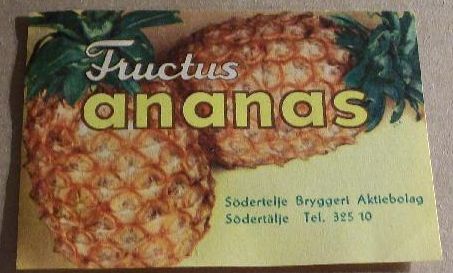 Fructus
ananas
Södertelje Bryggeri Aktiebolag
Södertälje Tel. 325 10